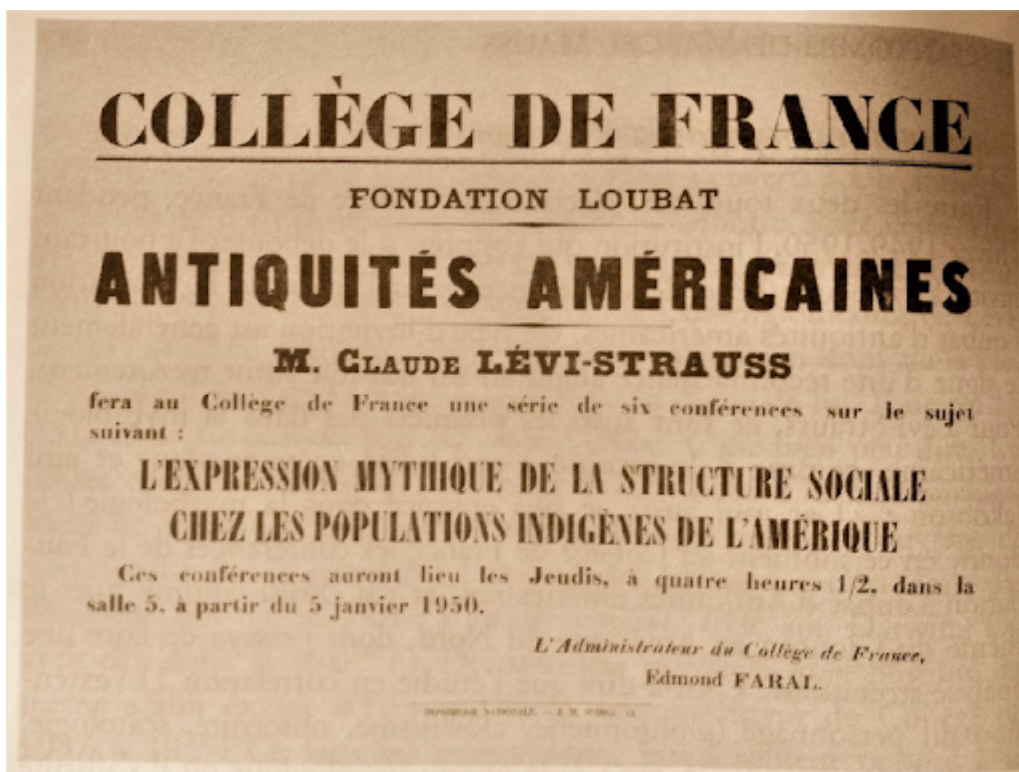 COLLÈGE DE FRANCE
FONDATION LOUBAT
ANTIQUITÉS AMÉRICAINES
M. CLAUDE LÉVI-STRAUSS
fera au Collège de France une série de six conférences sur le sujet
suivant :
L'EXPRESSION MYTHIQUE DE LA STRUCTURE SOCIALE
CHEZ LES POPULATIONS INDIGÈNES DE L'AMÉRIQUE
Ces conférences auront lieu les Jeudis, à quatre heures 1/2, dans la
salle 5, à partir du 5 janvier 1950.
L'Administrateur du Collège de France,
Edmond FARAL.
IMPRIMERIE NATIONALE.